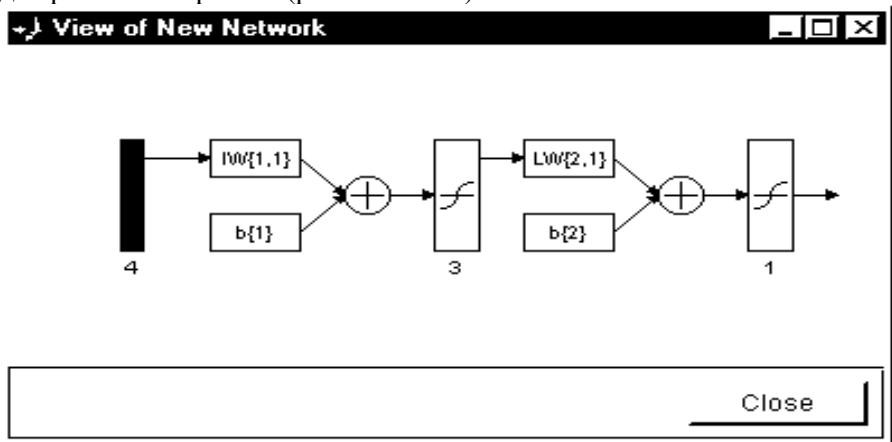 View of New Network
IW{1,1}
LW{2,1}
b{1}
b{2}
4
3
1
Close